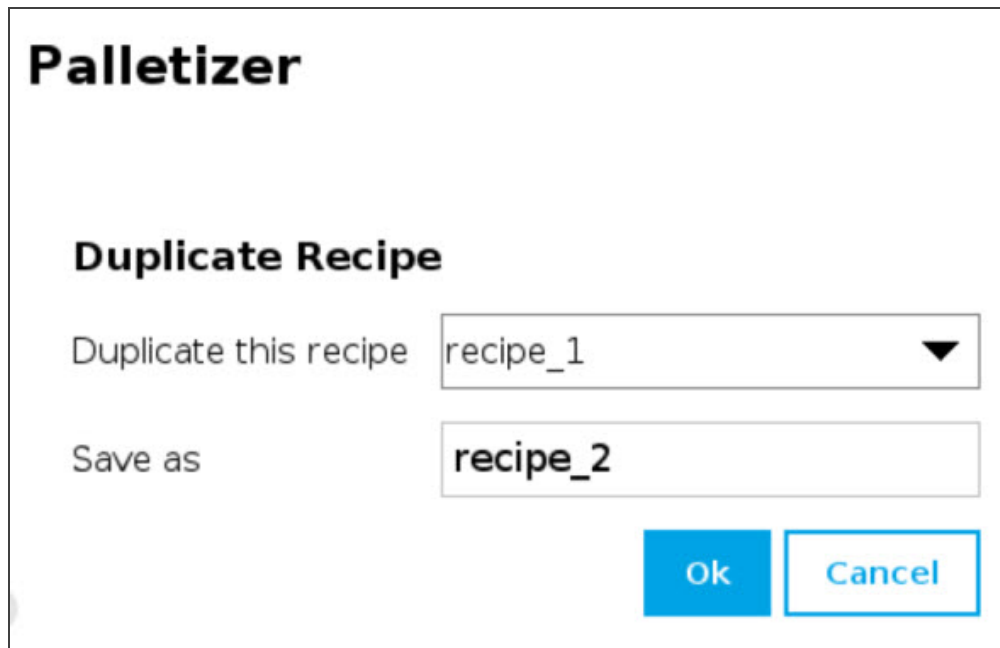 Palletizer
Duplicate Recipe
Duplicate this recipe recipe_1
Save as recipe_2
Ok Cancel